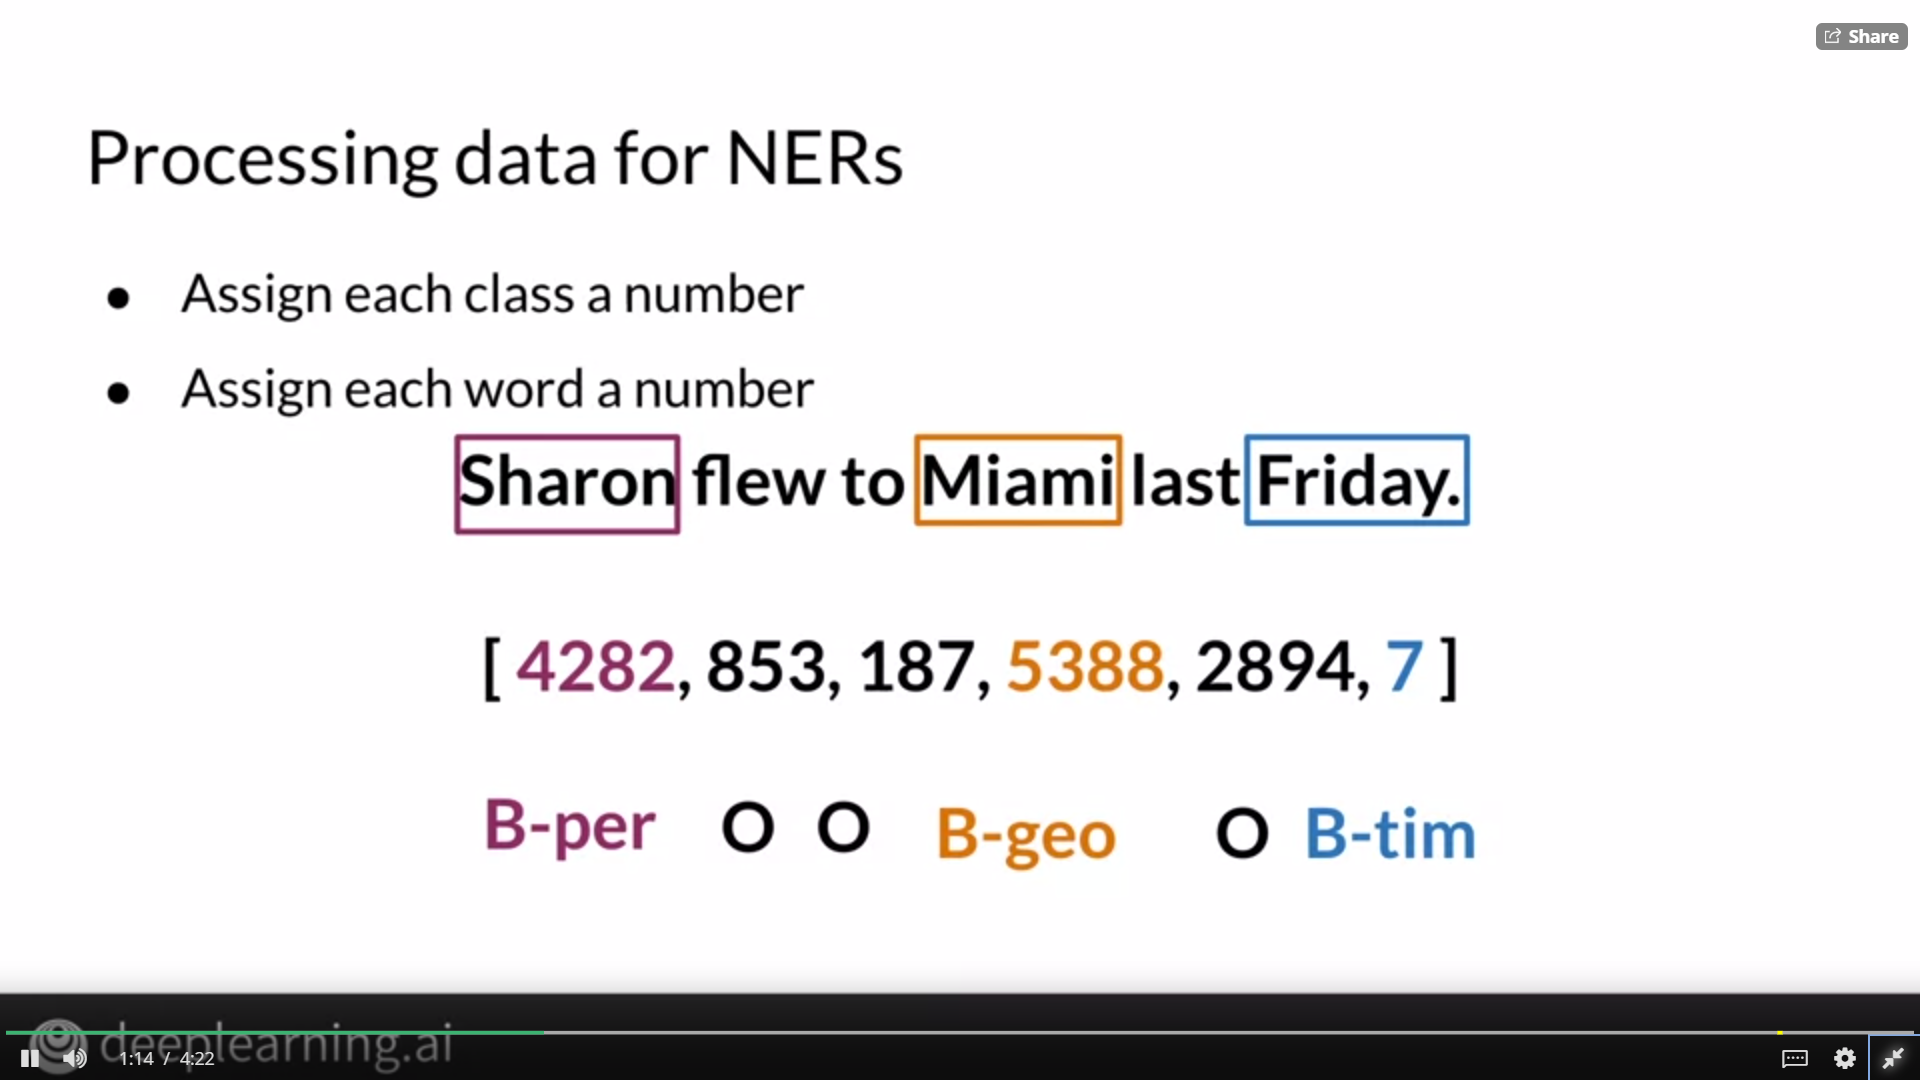 Share
Processing data for NERs
● Assign each class a number
● Assign each word a number
Sharon flew to Miami last Friday.
[ 4282, 853, 187, 5388, 2894, 7 ]
B-per O O B-geo O B-tim
deeplearning.ai
1:14 / 4:22